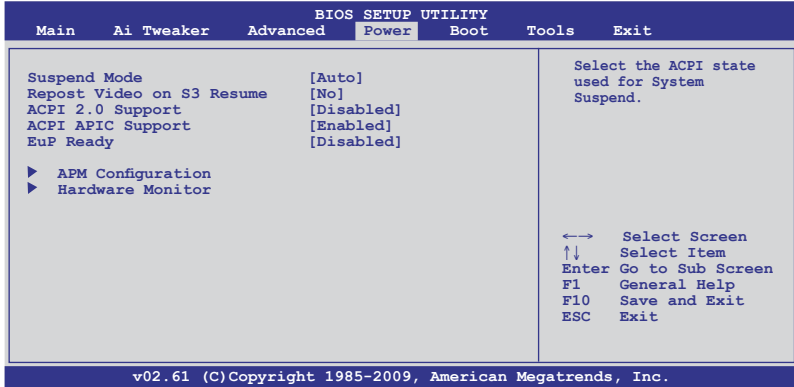 BIOS SETUP UTILITY
Main Ai Tweaker Advanced Power Boot Tools Exit
Suspend Mode [Auto]
Repost Video on S3 Resume [No]
ACPI 2.0 Support [Disabled]
ACPI APIC Support [Enabled]
EuP Ready [Disabled]
▶ APM Configuration
▶ Hardware Monitor
Select the ACPI state
used for System
Suspend.
←→ Select Screen
↑↓ Select Item
Enter Go to Sub Screen
F1 General Help
F10 Save and Exit
ESC Exit
v02.61 (C)Copyright 1985-2009, American Megatrends, Inc.